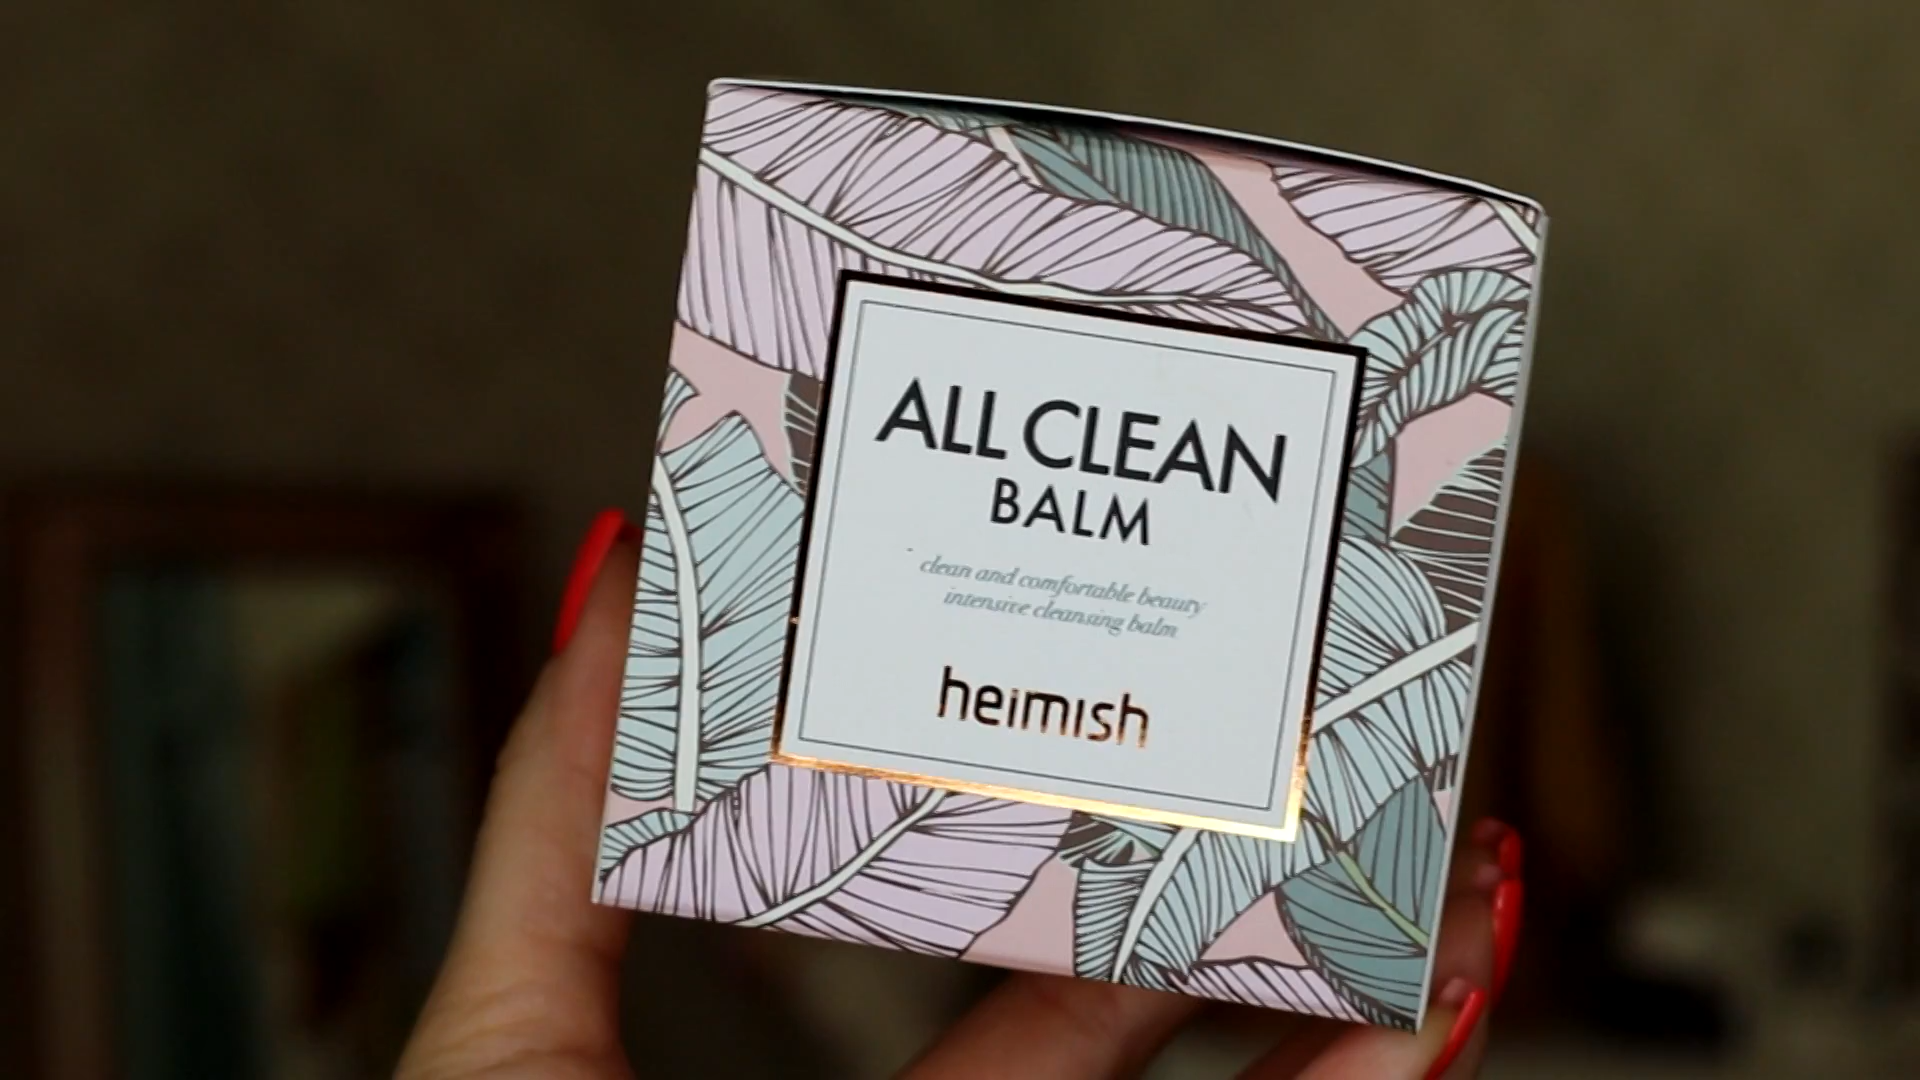 ALL CLEAN
BALM
clean and comfortable beauty
intensive cleansing balm
heimish